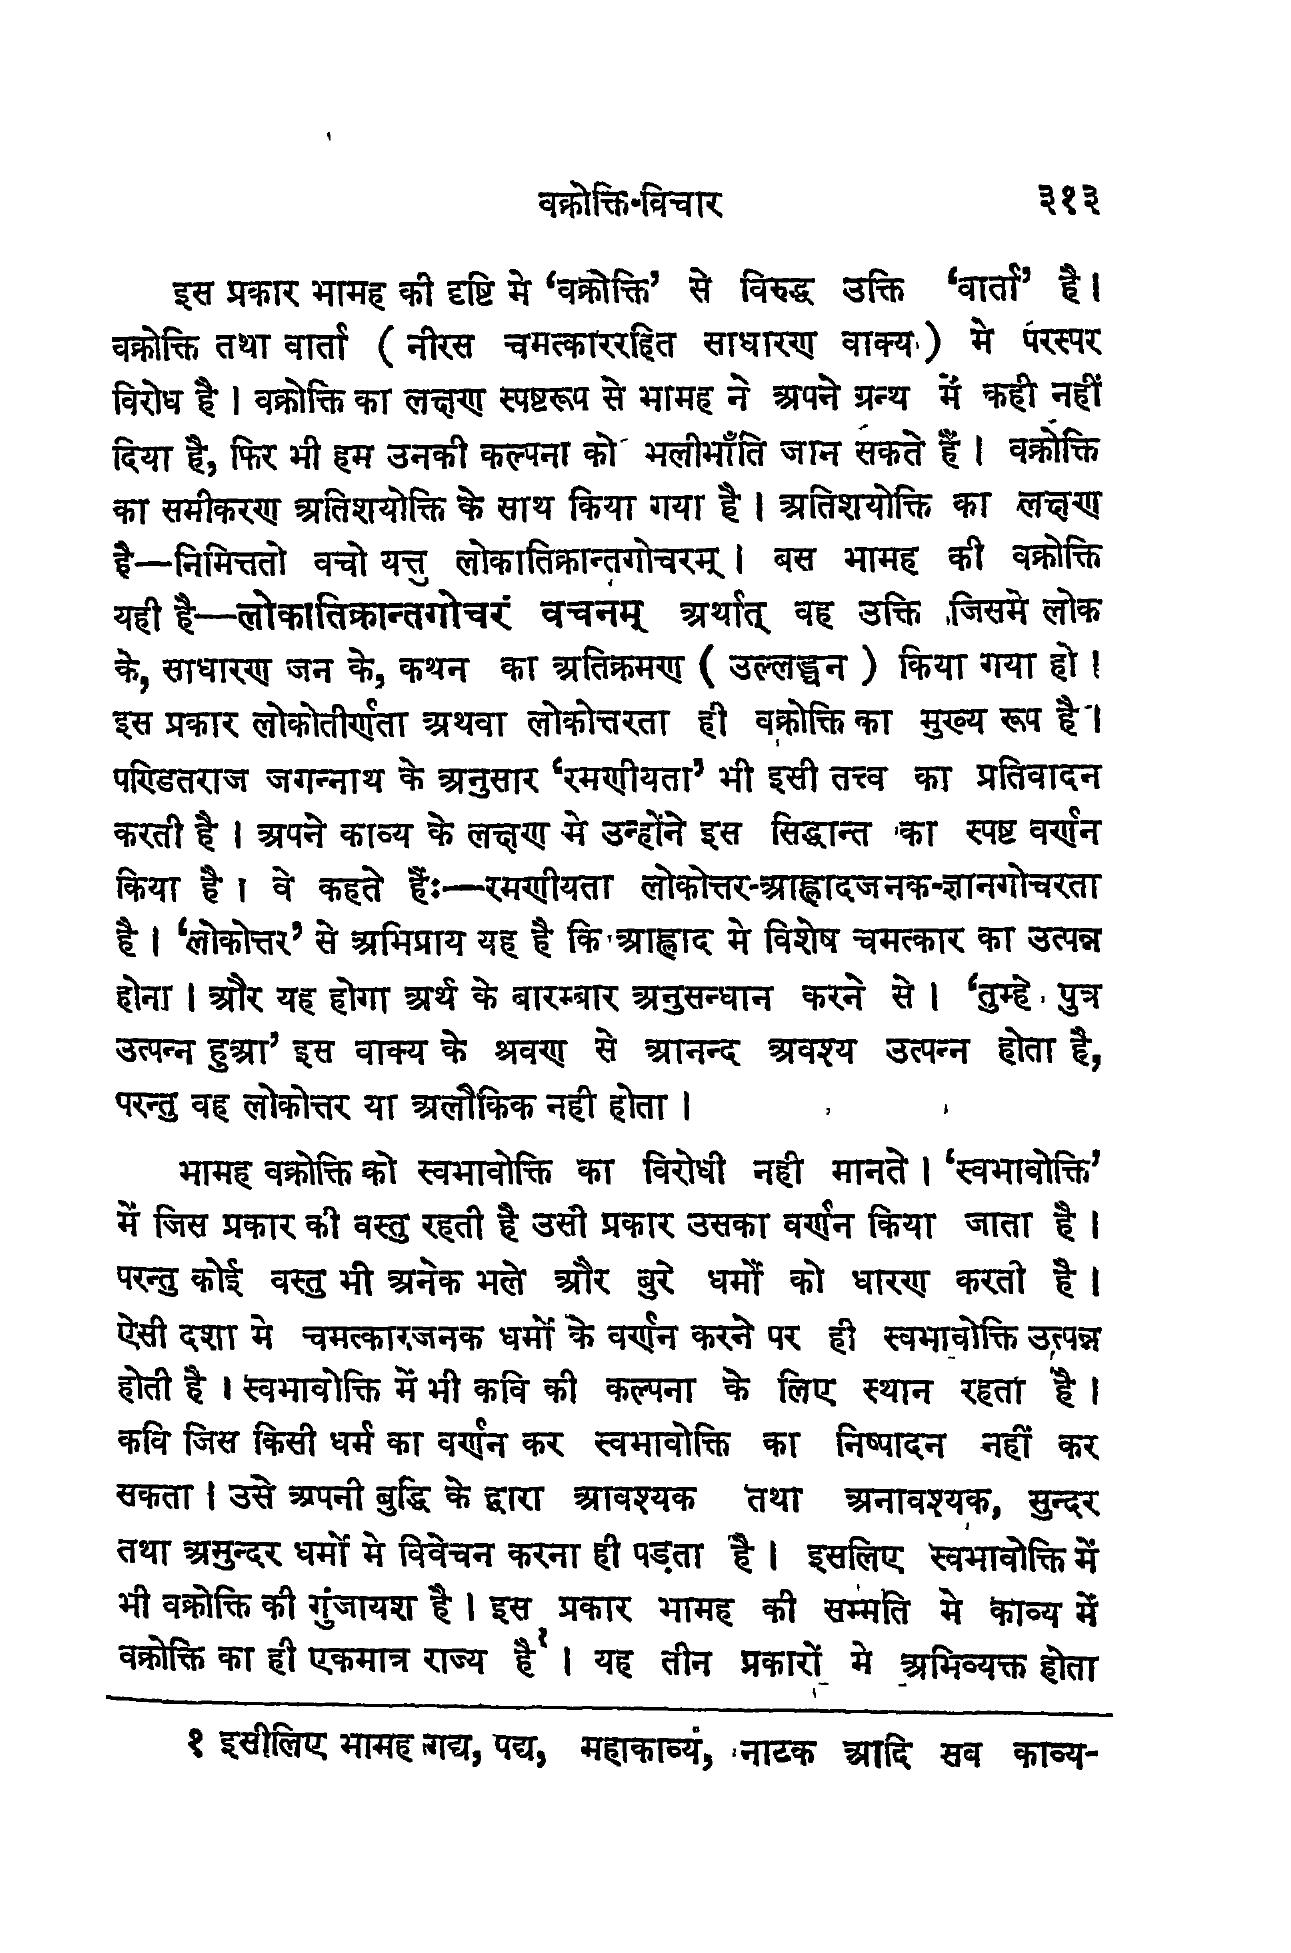 वक्रोक्ति-विचार ३१३
इस प्रकार भामह की दृष्टि मे ‘वक्रोक्ति’ से विरुद्ध उक्ति ‘वार्ता’ है।
वक्रोक्ति तथा वार्ता ( नीरस चमत्काररहित साधारण वाक्य ) मे परस्पर
विरोध है । वक्रोक्ति का लक्षण स्पष्टरूप से भामह ने अपने ग्रन्थ में कही नहीं
दिया है, फिर भी हम उनकी कल्पना को भलीभाँति जान सकते हैं । वक्रोक्ति
का समीकरण अतिशयोक्ति के साथ किया गया है । अतिशयोक्ति का लक्षण
है—निमित्ततो वचो यत्तु लोकातिक्रान्तगोचरम् । बस भामह की वक्रोक्ति
यही है—लोकातिक्रान्तगोचरं वचनम् अर्थात् वह उक्ति जिसमे लोक
के, साधारण जन के, कथन का अतिक्रमण ( उल्लङ्घन ) किया गया हो ।
इस प्रकार लोकोतीर्णता अथवा लोकोत्तरता ही वक्रोक्ति का मुख्य रूप है ।
पण्डितराज जगन्नाथ के अनुसार ‘रमणीयता’ भी इसी तत्त्व का प्रतिवादन
करती है । अपने काव्य के लक्षण मे उन्होंने इस सिद्धान्त का स्पष्ट वर्णन
किया है । वे कहते हैंः—रमणीयता लोकोत्तर-आह्लादजनक-ज्ञानगोचरता
है । ‘लोकोत्तर’ से अभिप्राय यह है कि आह्लाद मे विशेष चमत्कार का उत्पन्न
होना । और यह होगा अर्थ के बारम्बार अनुसन्धान करने से । ‘तुम्हे पुत्र
उत्पन्न हुआ’ इस वाक्य के श्रवण से आनन्द अवश्य उत्पन्न होता है,
परन्तु वह लोकोत्तर या अलौकिक नही होता ।
भामह वक्रोक्ति को स्वभावोक्ति का विरोधी नही मानते । ‘स्वभावोक्ति’
में जिस प्रकार की वस्तु रहती है उसी प्रकार उसका वर्णन किया जाता है ।
परन्तु कोई वस्तु भी अनेक भले और बुरे धर्मों को धारण करती है ।
ऐसी दशा मे चमत्कारजनक धर्मों के वर्णन करने पर ही स्वभावोक्ति उत्पन्न
होती है । स्वभावोक्ति में भी कवि की कल्पना के लिए स्थान रहता है ।
कवि जिस किसी धर्म का वर्णन कर स्वभावोक्ति का निष्पादन नहीं कर
सकता । उसे अपनी बुद्धि के द्वारा आवश्यक तथा अनावश्यक, सुन्दर
तथा असुन्दर धर्मों मे विवेचन करना ही पड़ता है । इसलिए स्वभावोक्ति में
भी वक्रोक्ति की गुंजायश है । इस प्रकार भामह की सम्मति मे काव्य में
वक्रोक्ति का ही एकमात्र राज्य है१ । यह तीन प्रकारों मे अभिव्यक्त होता
१ इसीलिए भामह गद्य, पद्य, महाकाव्यं, नाटक आदि सव काव्य-